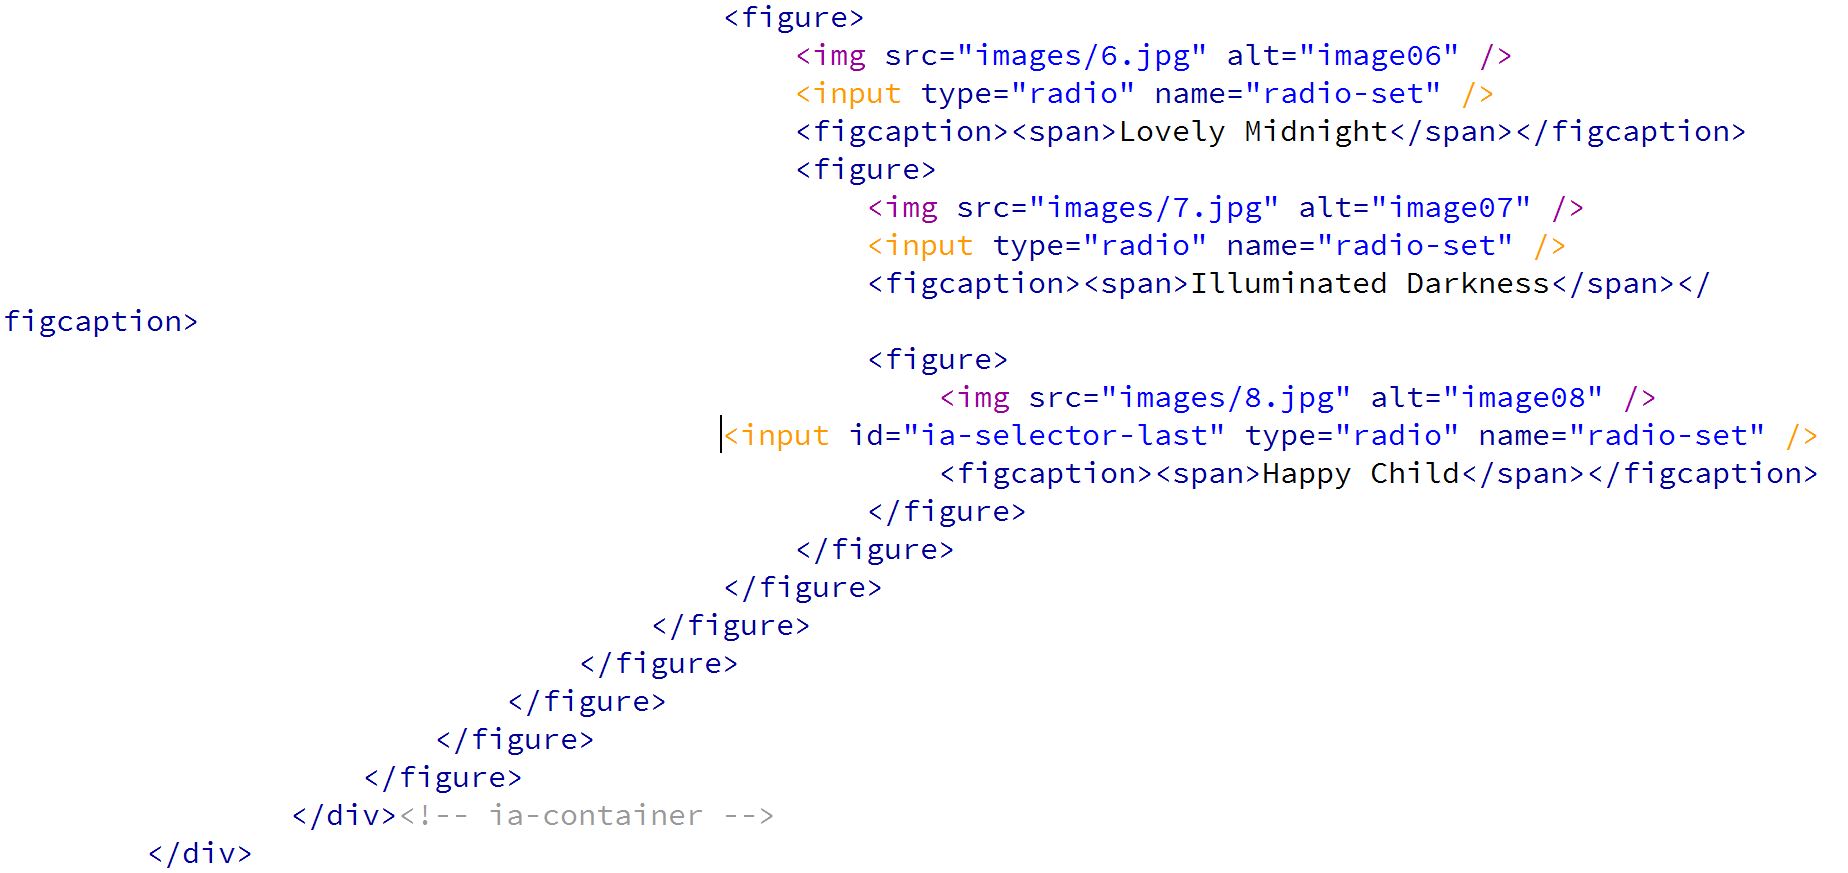 <figure>
<img src="images/6.jpg" alt="image06" />
<input type="radio" name="radio-set" />
<figcaption><span>Lovely Midnight</span></figcaption>
<figure>
<img src="images/7.jpg" alt="image07" />
<input type="radio" name="radio-set" />
<figcaption><span>Illuminated Darkness</span></
figcaption>
<figure>
<img src="images/8.jpg" alt="image08" />
<input id="ia-selector-last" type="radio" name="radio-set" />
<figcaption><span>Happy Child</span></figcaption>
</figure>
</figure>
</figure>
</figure>
</figure>
</figure>
</figure>
</figure>
</div><!-- ia-container -->
</div>